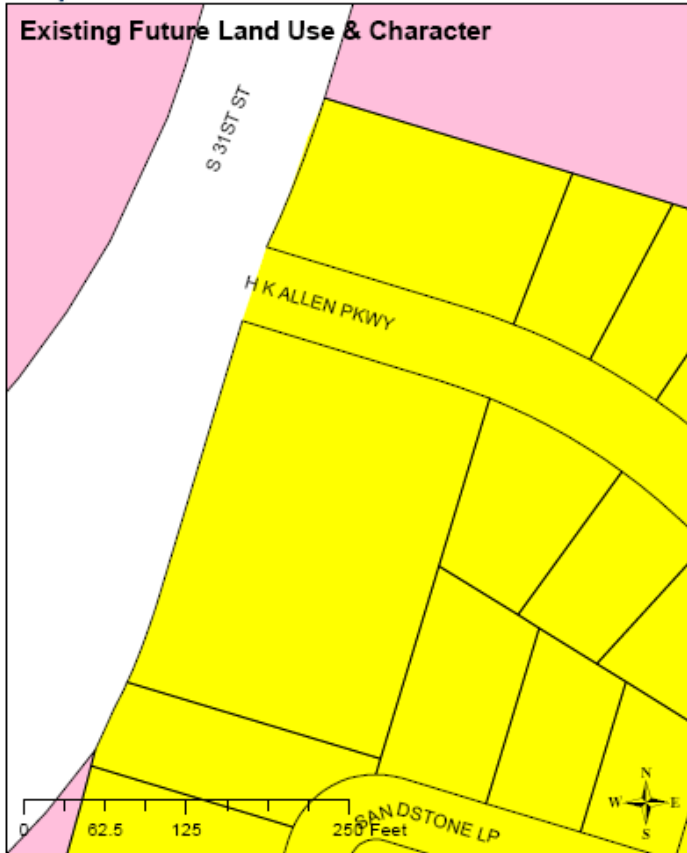 Existing Future Land Use & Character
S 31ST ST
H K ALLEN PKWY
N
W E
S
SANDSTONE LP
0 62.5 125 250 Feet